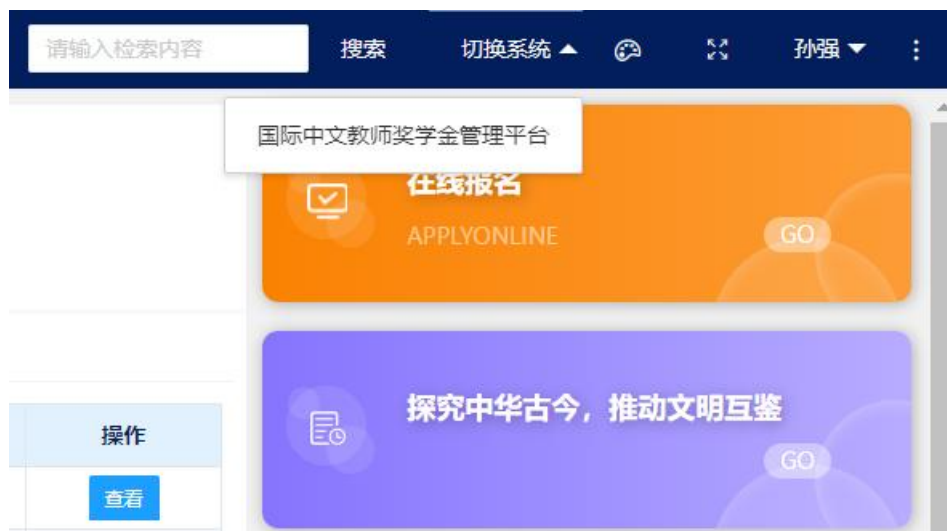 请输入检索内容 搜索 切换系统 孙强
国际中文教师奖学金管理平台
在线报名
APPLYONLINE
GO
探究中华古今，推动文明互鉴
GO
操作
查看